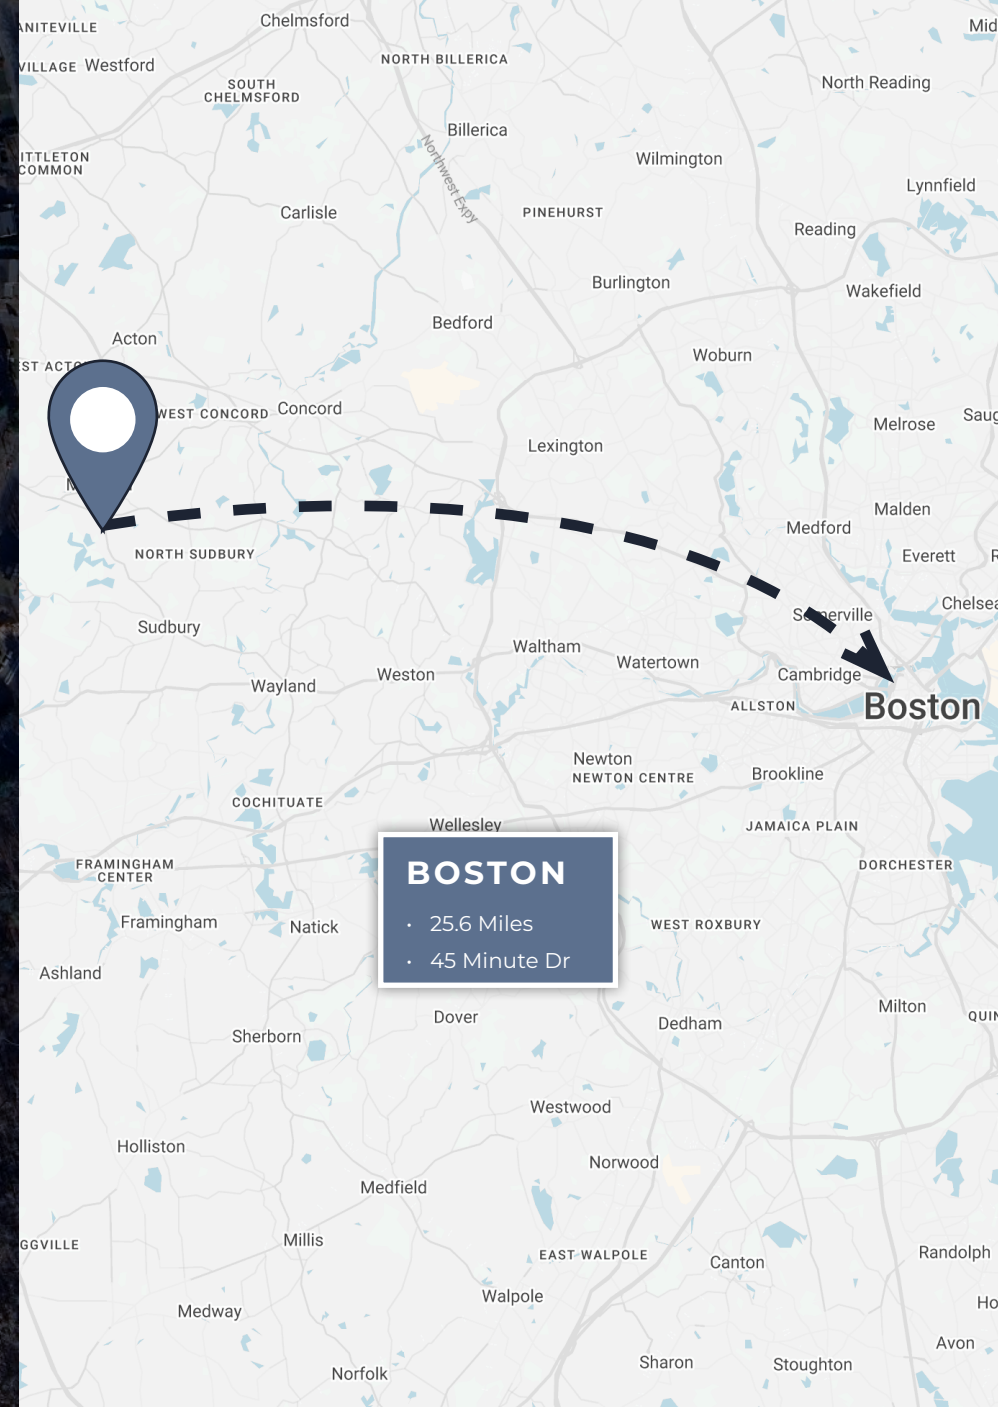 Chelmsford
Mid
ANITEVILLE
NORTH BILLERICA
VILLAGE
Westford
North Reading
SOUTH
CHELMSFORD
Billerica
Northwest Expy
ITTLETON
COMMON
Wilmington
Lynnfield
Carlisle
PINEHURST
Reading
Burlington
Wakefield
Bedford
Acton
Woburn
EST ACTO
WEST CONCORD
Concord
Saug
Melrose
Lexington
M
Malden
Medford
NORTH SUDBURY
Everett
R
Chelsea
Somerville
Sudbury
Waltham
Watertown
Weston
Cambridge
Wayland
ALLSTON
Boston
Newton
NEWTON CENTRE
Brookline
COCHITUATE
Wellesley
JAMAICA PLAIN
FRAMINGHAM
CENTER
DORCHESTER
BOSTON
• 25.6 Miles
• 45 Minute Dr
Framingham
Natick
WEST ROXBURY
Ashland
Milton
Dover
QUIN
Dedham
Sherborn
Westwood
Holliston
Norwood
Medfield
Millis
GGVILLE
EAST WALPOLE
Randolph
Canton
Walpole
Ho
Medway
Avon
Sharon
Stoughton
Norfolk